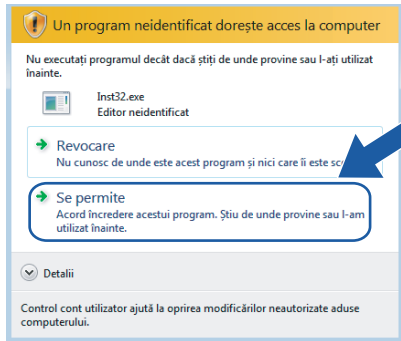 Un program neidentificat dorește acces la computer
Nu executați programul decât dacă știți de unde provine sau l-ați utilizat
înainte.
Inst32.exe
Editor neidentificat
Revocare
Nu cunosc de unde este acest program și nici care îi este
Se permite
Acord încredere acestui program. Știu de unde provine sau l-am
utilizat înainte.
Detalii
Control cont utilizator ajută la oprirea modificărilor neautorizate aduse
computerului.